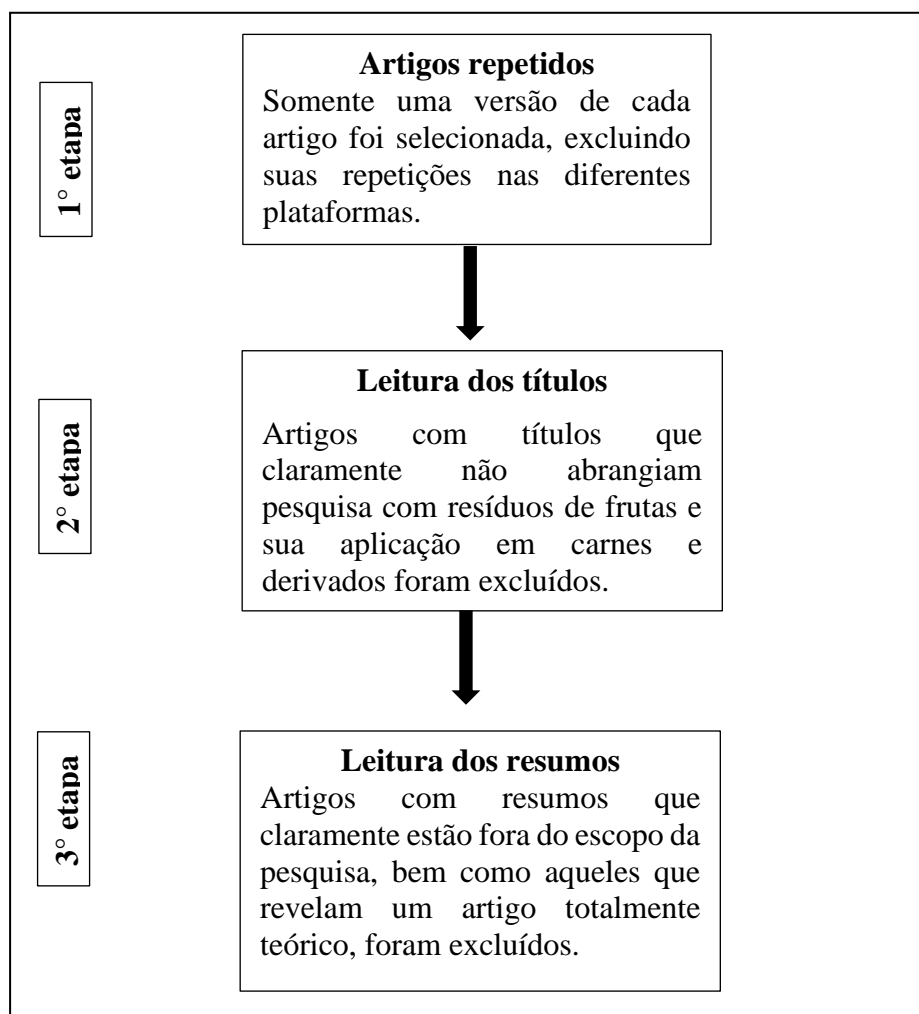 1° etapa
Artigos repetidos
Somente uma versão de cada
artigo foi selecionada, excluindo
suas repetições nas diferentes
plataformas.
2° etapa
Leitura dos títulos
Artigos com títulos que
claramente não abrangiam
pesquisa com resíduos de frutas e
sua aplicação em carnes e
derivados foram excluídos.
3° etapa
Leitura dos resumos
Artigos com resumos que
claramente estão fora do escopo da
pesquisa, bem como aqueles que
revelam um artigo totalmente
teórico, foram excluídos.